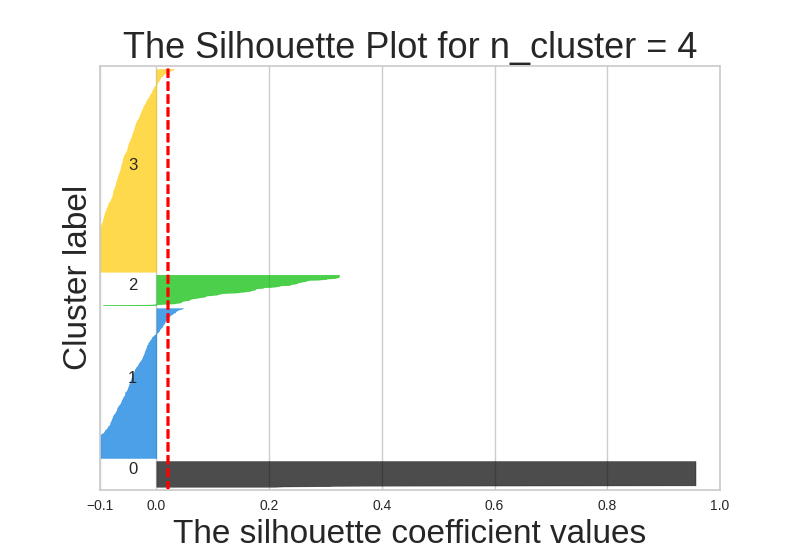 The Silhouette Plot for n_cluster = 4
Cluster label
3
2
1
0
−0.1 0.0 0.2 0.4 0.6 0.8 1.0
The silhouette coefficient values